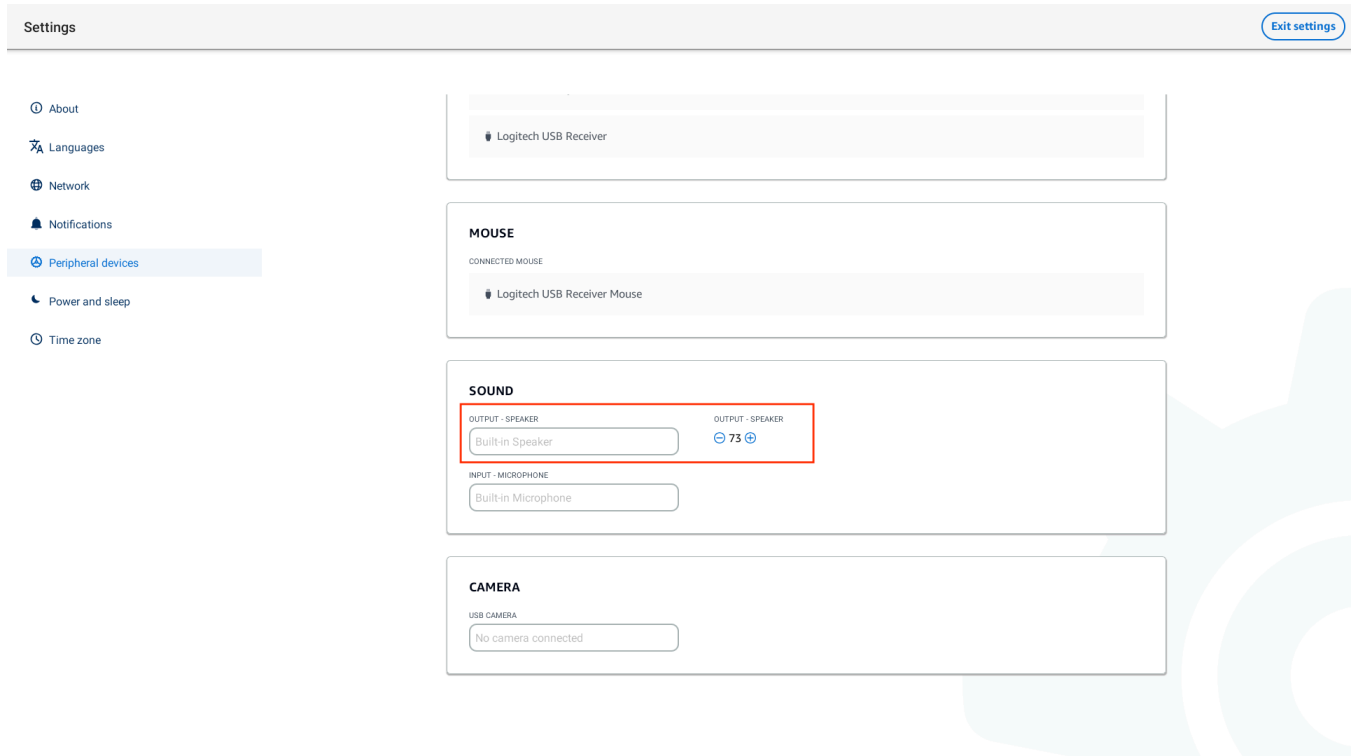 Settings
Exit settings
About
Languages
Network
Notifications
Peripheral devices
Power and sleep
Time zone
Logitech USB Receiver
MOUSE
CONNECTED MOUSE
Logitech USB Receiver Mouse
SOUND
OUTPUT - SPEAKER
OUTPUT - SPEAKER
Built-in Speaker
73
INPUT - MICROPHONE
Built-in Microphone
CAMERA
USB CAMERA
No camera connected